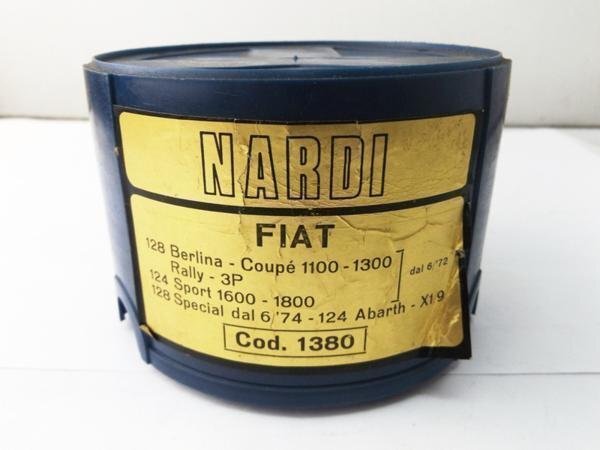 NARDI
FIAT
128 Berlina - Coupé 1100 - 1300
Rally - 3P
dal 6/'72
124 Sport 1600 - 1800
128 Special dal 6/'74 - 124 Abarth - X1/9
Cod. 1380